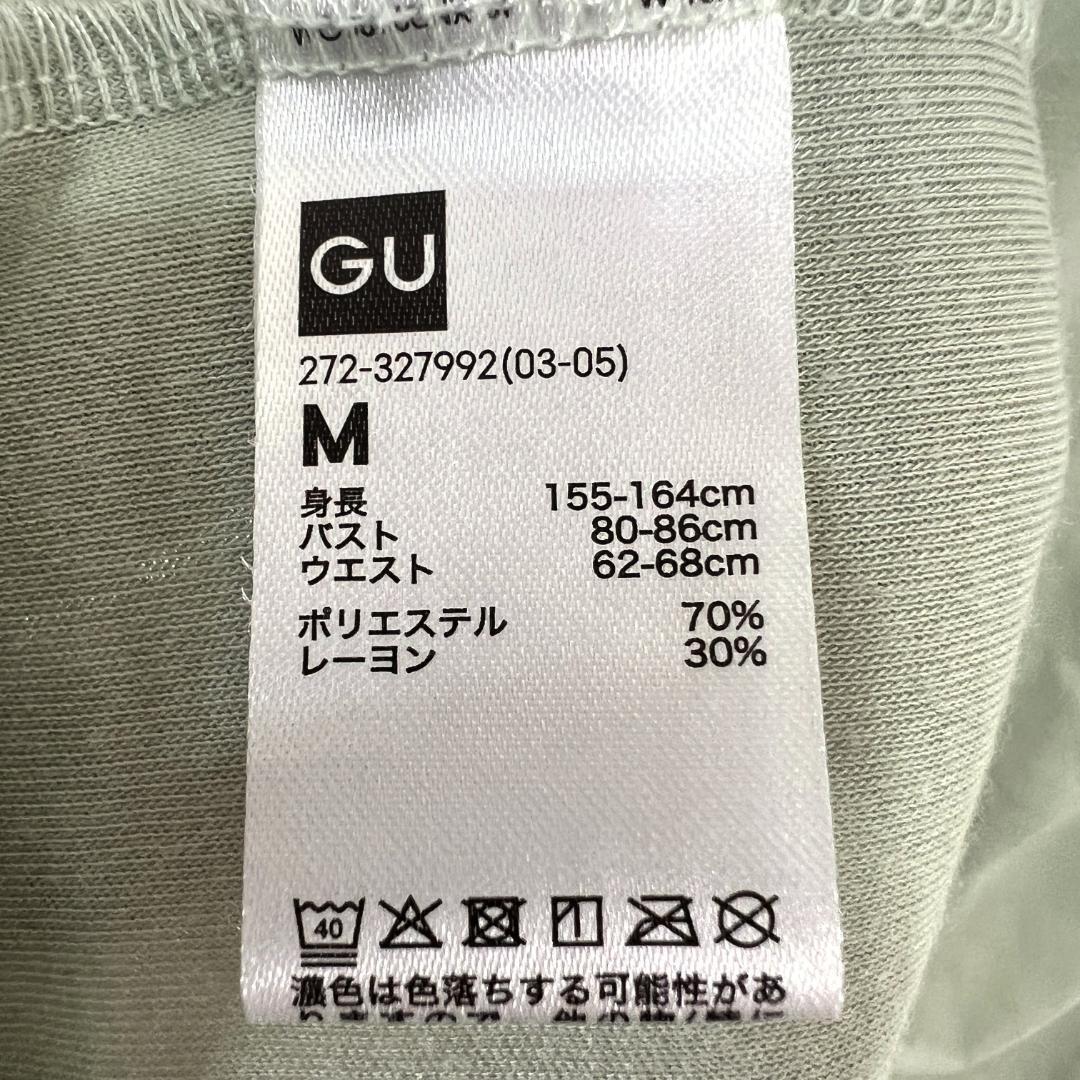 GU
272-327992(03-05)
M
身長 155-164cm
バスト 80-86cm
ウエスト 62-68cm
ポリエステル 70%
レーヨン 30%
40
濃色は色落ちする可能性があ